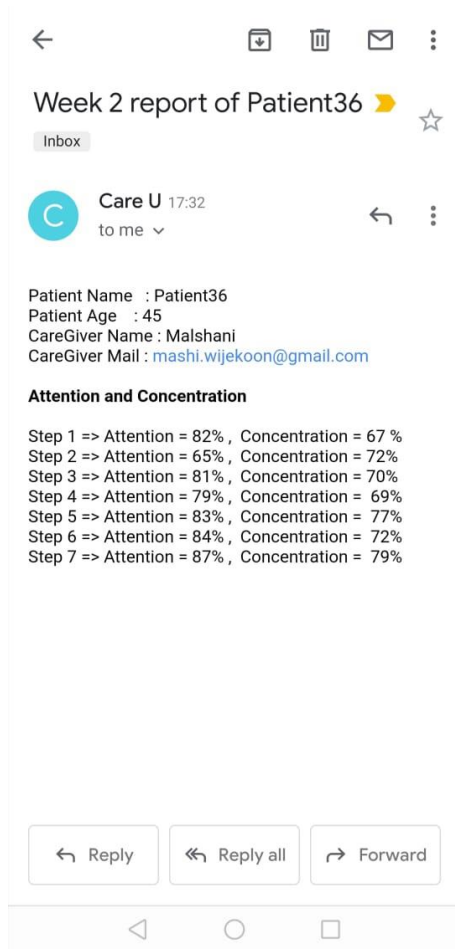 Week 2 report of Patient36
Inbox
C
Care U 17:32
to me
Patient Name : Patient36
Patient Age : 45
CareGiver Name : Malshani
CareGiver Mail : mashi.wijekoon@gmail.com
Attention and Concentration
Step 1 => Attention = 82% , Concentration = 67 %
Step 2 => Attention = 65% , Concentration = 72%
Step 3 => Attention = 81% , Concentration = 70%
Step 4 => Attention = 79% , Concentration = 69%
Step 5 => Attention = 83% , Concentration = 77%
Step 6 => Attention = 84% , Concentration = 72%
Step 7 => Attention = 87% , Concentration = 79%
Reply Reply all Forward